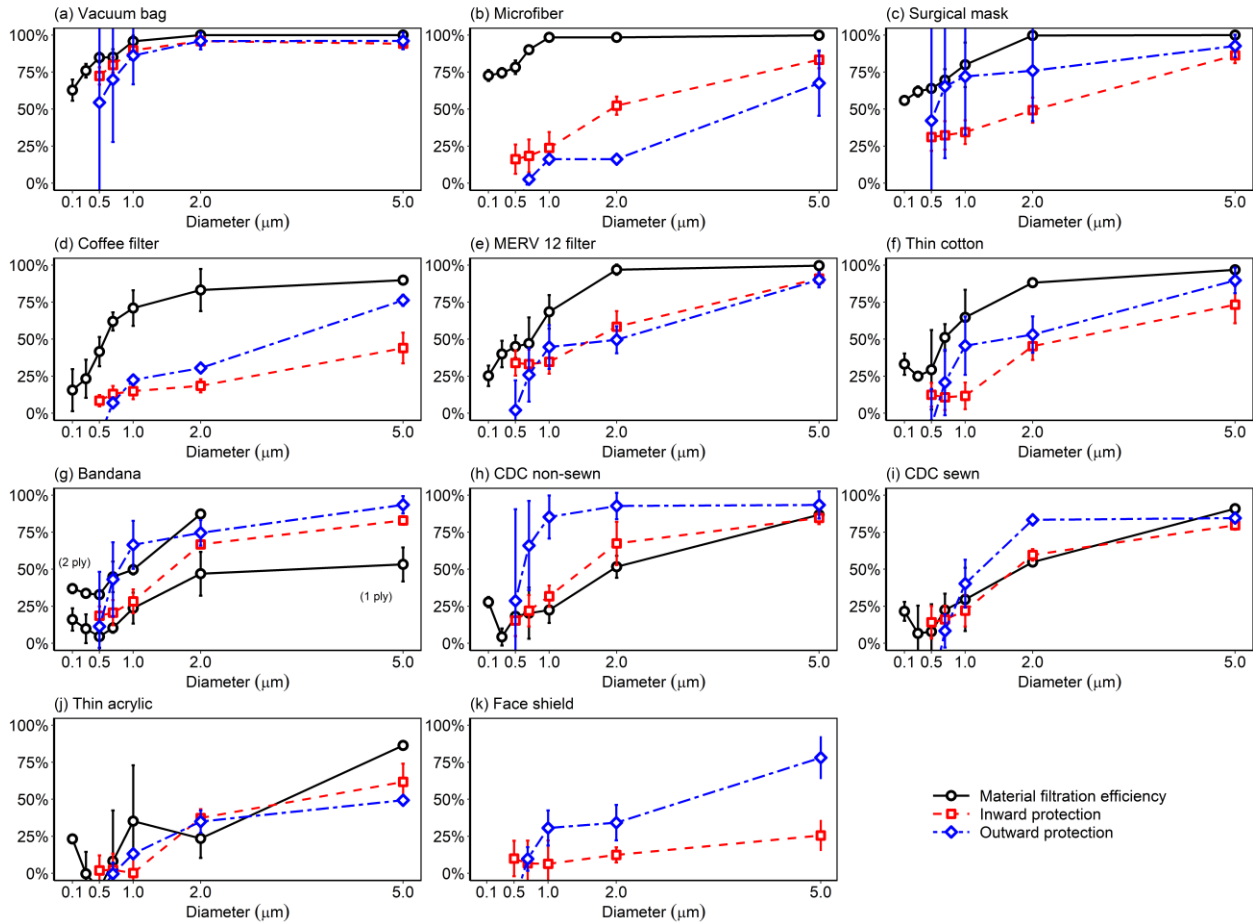 (a) Vacuum bag
(b) Microfiber
(c) Surgical mask
100%
75%
50%
25%
0%
100%
75%
50%
25%
0%
100%
75%
50%
25%
0%
0.1 0.5 1.0 2.0 5.0
0.1 0.5 1.0 2.0 5.0
0.1 0.5 1.0 2.0 5.0
Diameter (μm)
Diameter (μm)
Diameter (μm)
(d) Coffee filter
(e) MERV 12 filter
(f) Thin cotton
100%
75%
50%
25%
0%
100%
75%
50%
25%
0%
100%
75%
50%
25%
0%
0.1 0.5 1.0 2.0 5.0
0.1 0.5 1.0 2.0 5.0
0.1 0.5 1.0 2.0 5.0
Diameter (μm)
Diameter (μm)
Diameter (μm)
(g) Bandana
(h) CDC non-sewn
(i) CDC sewn
100%
75%
50%
25%
0%
(2 ply)
(1 ply)
100%
75%
50%
25%
0%
100%
75%
50%
25%
0%
0.1 0.5 1.0 2.0 5.0
0.1 0.5 1.0 2.0 5.0
0.1 0.5 1.0 2.0 5.0
Diameter (μm)
Diameter (μm)
Diameter (μm)
(j) Thin acrylic
(k) Face shield
100%
75%
50%
25%
0%
100%
75%
50%
25%
0%
0.1 0.5 1.0 2.0 5.0
0.1 0.5 1.0 2.0 5.0
Diameter (μm)
Diameter (μm)
Material filtration efficiency
Inward protection
Outward protection